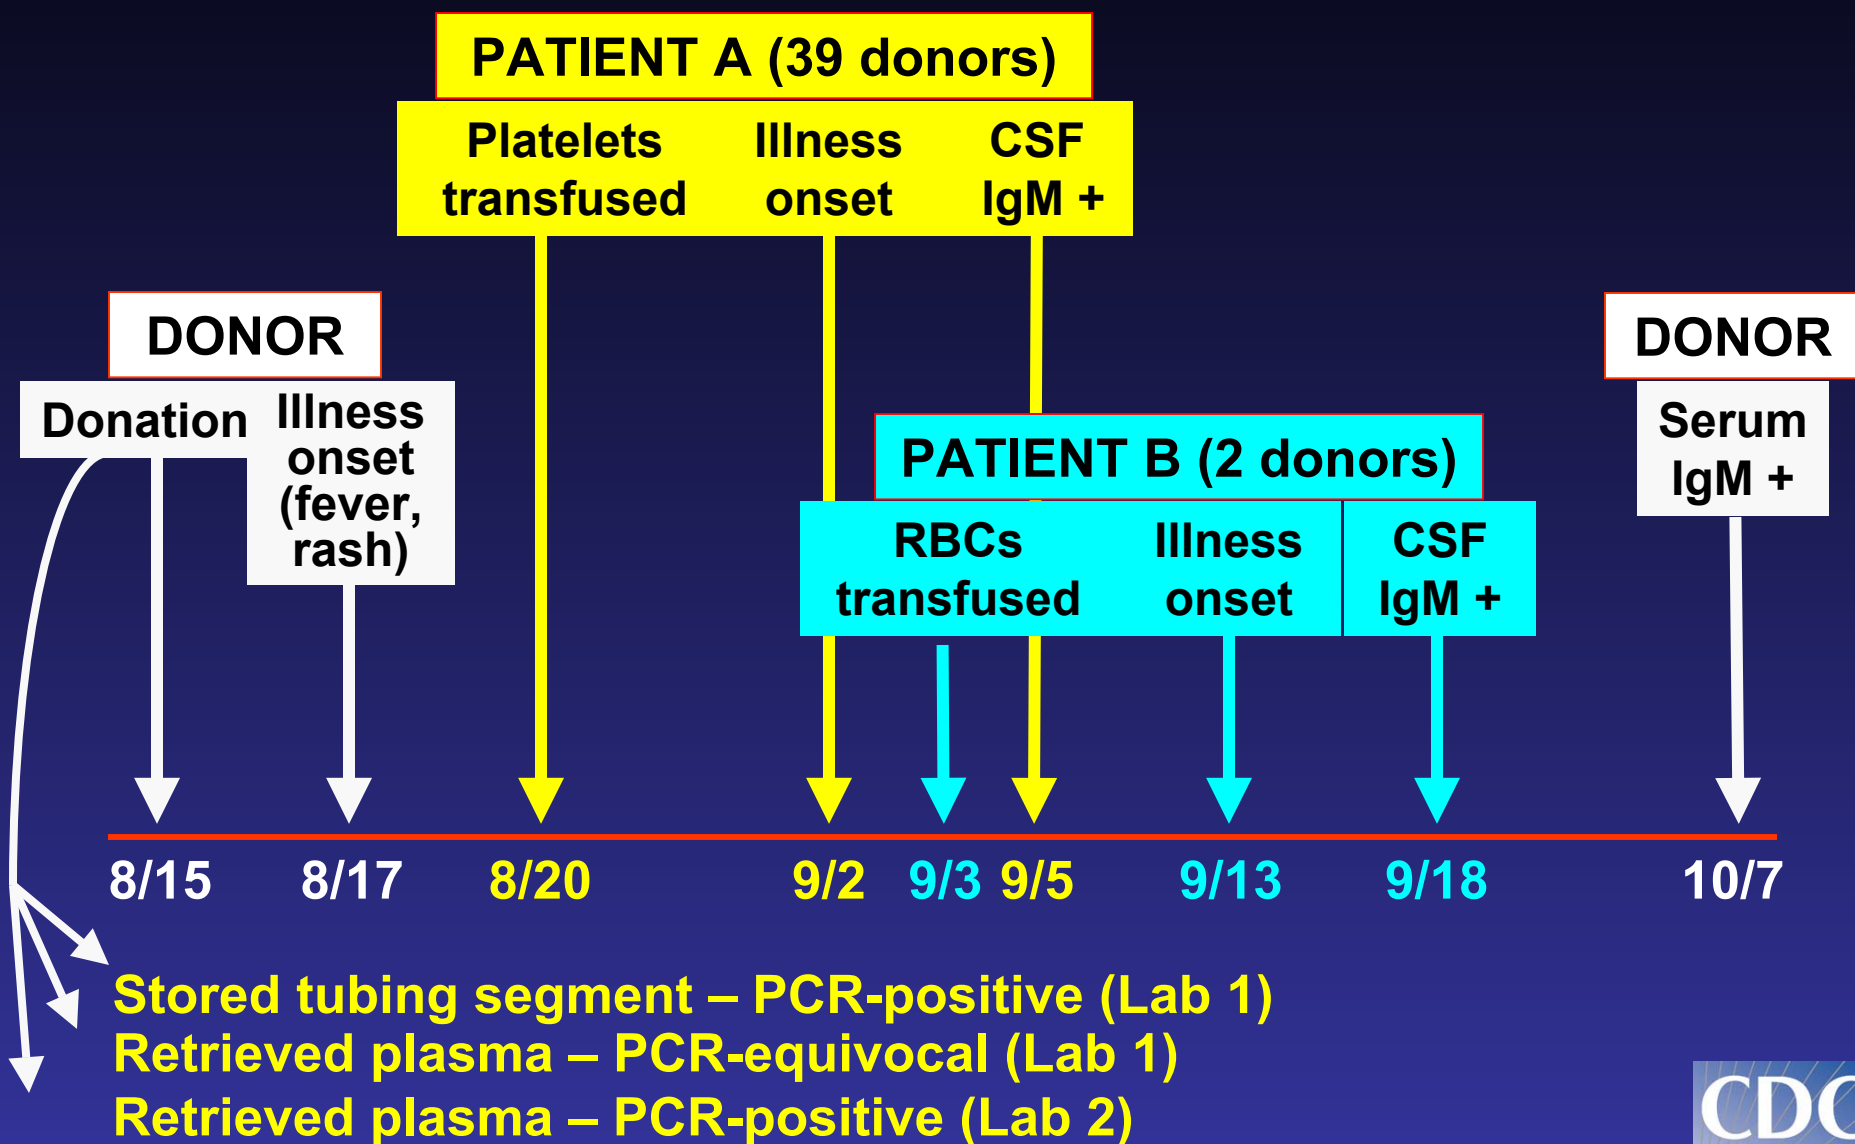 PATIENT A (39 donors)
Platelets
transfused
Illness
onset
CSF
IgM +
DONOR
Donation
Illness
onset
(fever,
rash)
DONOR
Serum
IgM +
PATIENT B (2 donors)
RBCs
transfused
Illness
onset
CSF
IgM +
8/15 8/17 8/20 9/2 9/3 9/5 9/13 9/18 10/7
Stored tubing segment – PCR-positive (Lab 1)
Retrieved plasma – PCR-equivocal (Lab 1)
Retrieved plasma – PCR-positive (Lab 2)
CDC